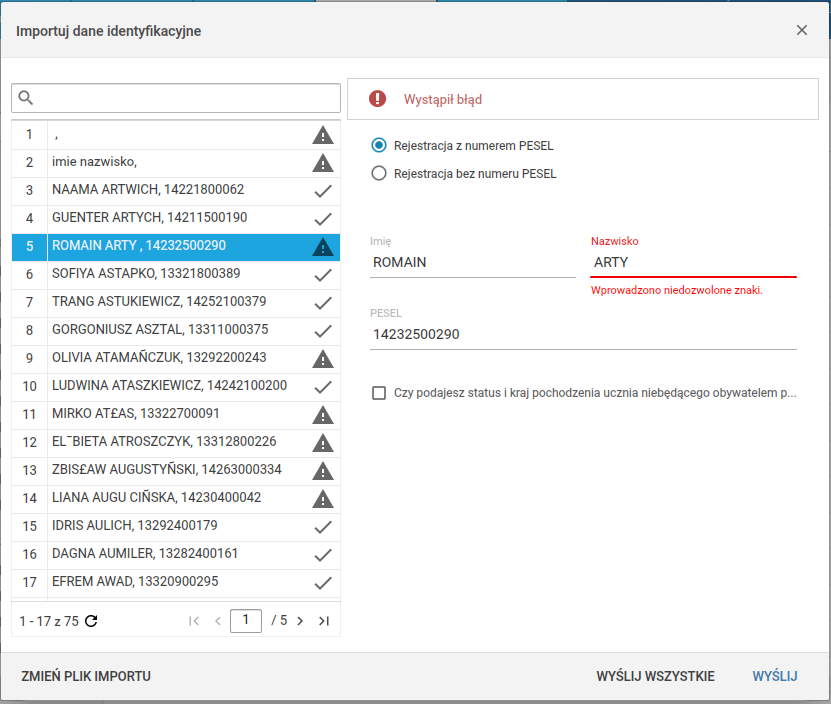 Importuj dane identyfikacyjne
Wystąpił błąd
1 ,
2 imie nazwisko,
3 NAAMA ARTWICH, 14221800062
4 GUENTER ARTYCH, 14211500190
5 ROMAIN ARTY , 14232500290
6 SOFIYA ASTAPKO, 13321800389
7 TRANG ASTUKIEWICZ, 14252100379
8 GORGONIUSZ ASZTAL, 13311000375
9 OLIVIA ATAMAŃCZUK, 13292200243
10 LUDWINA ATASZKIEWICZ, 14242100200
11 MIRKO AT£AS, 13322700091
12 EL¯BIETA ATROSZCZYK, 13312800226
13 ZBIS£AW AUGUSTYÑSKI, 14263000334
14 LIANA AUGU CIÑSKA, 14230400042
15 IDRIS AULICH, 13292400179
16 DAGNA AUMILER, 13282400161
17 EFREM AWAD, 13320900295
1 - 17 z 75
1 / 5
Rejestracja z numerem PESEL
Rejestracja bez numeru PESEL
Imię
ROMAIN
Nazwisko
ARTY
Wprowadzono niedozwolone znaki.
PESEL
14232500290
Czy podajesz status i kraj pochodzenia ucznia niebędącego obywatelem p...
ZMIEŃ PLIK IMPORTU
WYŚLIJ WSZYSTKIE
WYŚLIJ